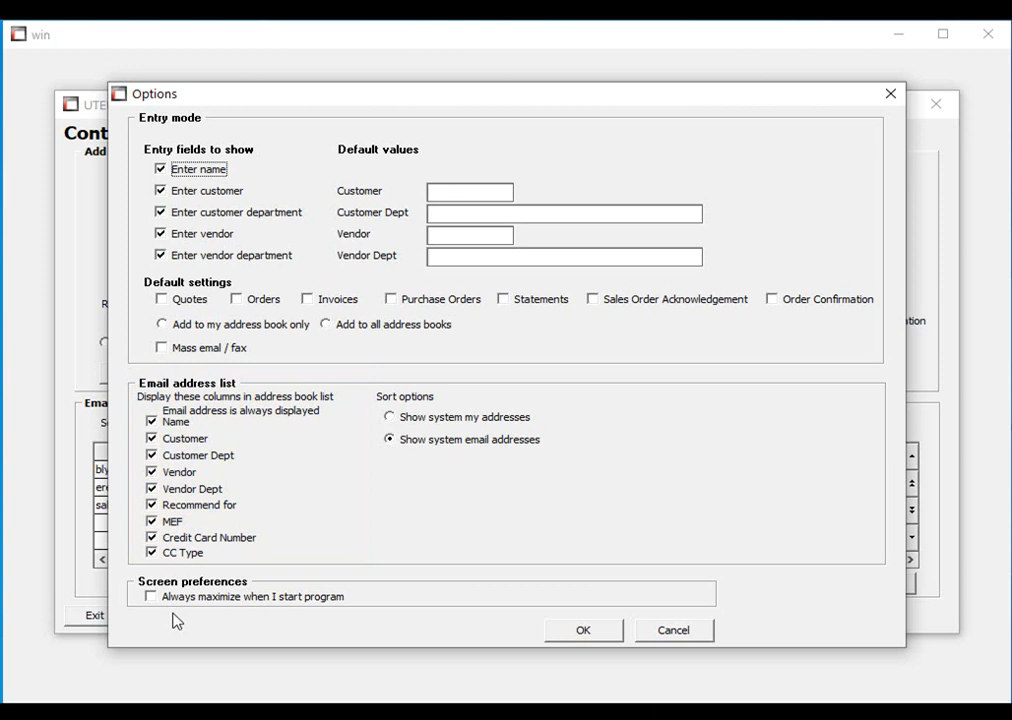 win
UTE
Options
Cont
Entry mode
Add
Entry fields to show Default values
Enter name
Enter customer Customer
Enter customer department Customer Dept
Enter vendor Vendor
Enter vendor department Vendor Dept
Default settings
Quotes Orders Invoices Purchase Orders Statements Sales Order Acknowledgement Order Confirmation
R
Add to my address book only Add to all address books
ation
Mass emal / fax
Email address list
Display these columns in address book list Sort options
Ema
Email address is always displayed
Name Show system my addresses
S
Customer Show system email addresses
Customer Dept
bly
Vendor
ere
Vendor Dept
sal
Recommend for
MEF
Credit Card Number
CC Type
Screen preferences
Always maximize when I start program
Exit
OK Cancel